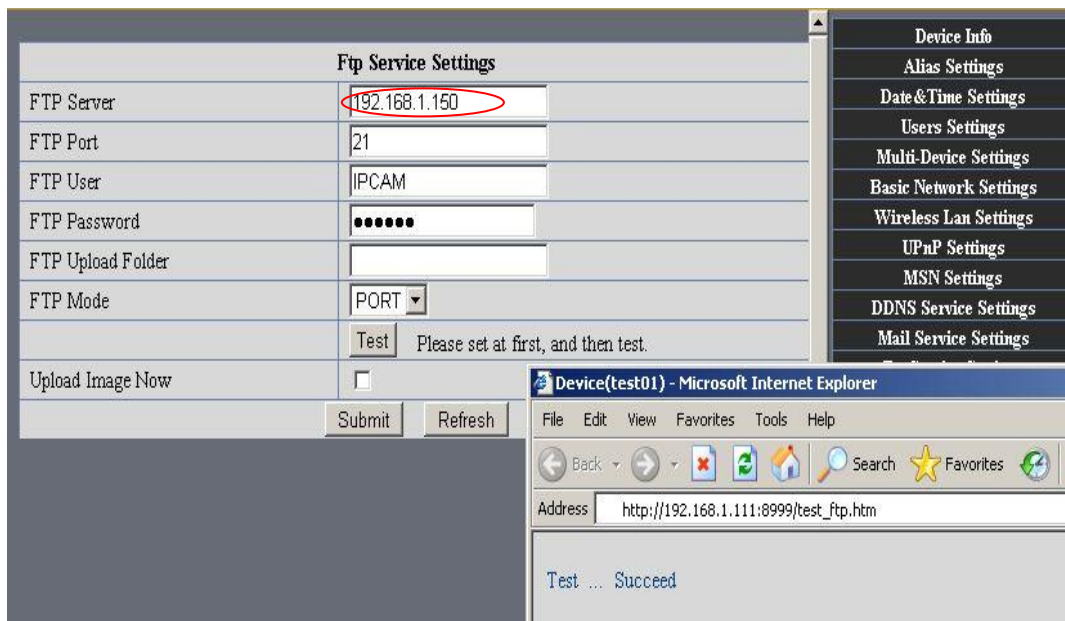 Ftp Service Settings
FTP Server 192.168.1.150
FTP Port 21
FTP User IPCAM
FTP Password ●●●●●●
FTP Upload Folder
FTP Mode PORT
Test Please set at first, and then test.
Upload Image Now
Submit Refresh
Device Info
Alias Settings
Date&Time Settings
Users Settings
Multi-Device Settings
Basic Network Settings
Wireless Lan Settings
UPnP Settings
MSN Settings
DDNS Service Settings
Mail Service Settings
Device(test01) - Microsoft Internet Explorer
File Edit View Favorites Tools Help
Back Search Favorites
Address http://192.168.1.111:8999/test_ftp.htm
Test ... Succeed